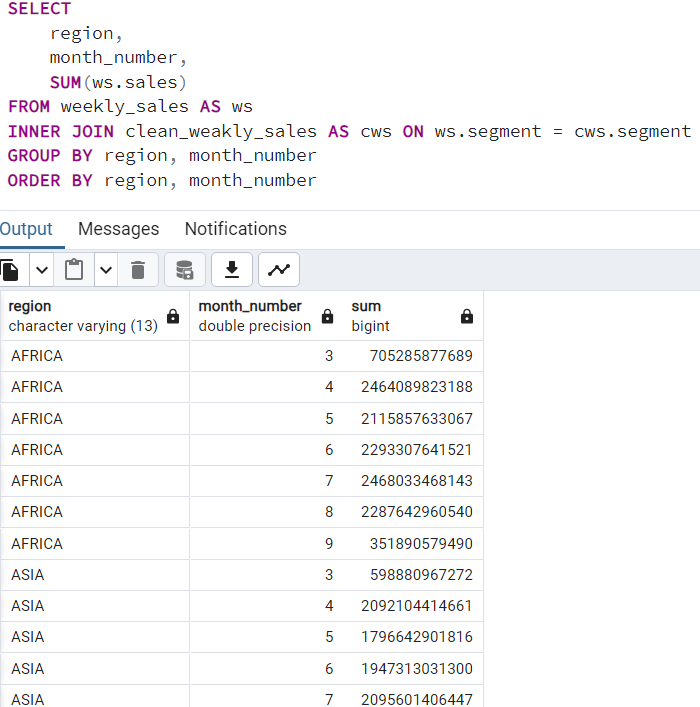 SELECT
region,
month_number,
SUM(ws.sales)
FROM weekly_sales AS ws
INNER JOIN clean_weakly_sales AS cws ON ws.segment = cws.segment
GROUP BY region, month_number
ORDER BY region, month_number
Output Messages Notifications
region month_number sum
character varying (13) double precision bigint
AFRICA 3 705285877689
AFRICA 4 2464089823188
AFRICA 5 2115857633067
AFRICA 6 2293307641521
AFRICA 7 2468033468143
AFRICA 8 2287642960540
AFRICA 9 351890579490
ASIA 3 598880967272
ASIA 4 2092104414661
ASIA 5 1796642901816
ASIA 6 1947313031300
ASIA 7 2095601406447